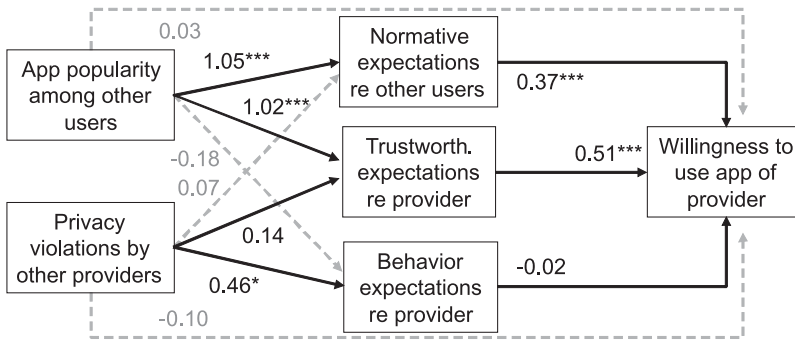 0.03
Normative
expectations
re other users
1.05***
0.37***
App popularity
among other
users
1.02***
-0.18
0.07
Trustworth.
expectations
re provider
0.51***
Willingness to
use app of
provider
Privacy
violations by
other providers
0.14
0.46*
Behavior
expectations
re provider
-0.02
-0.10